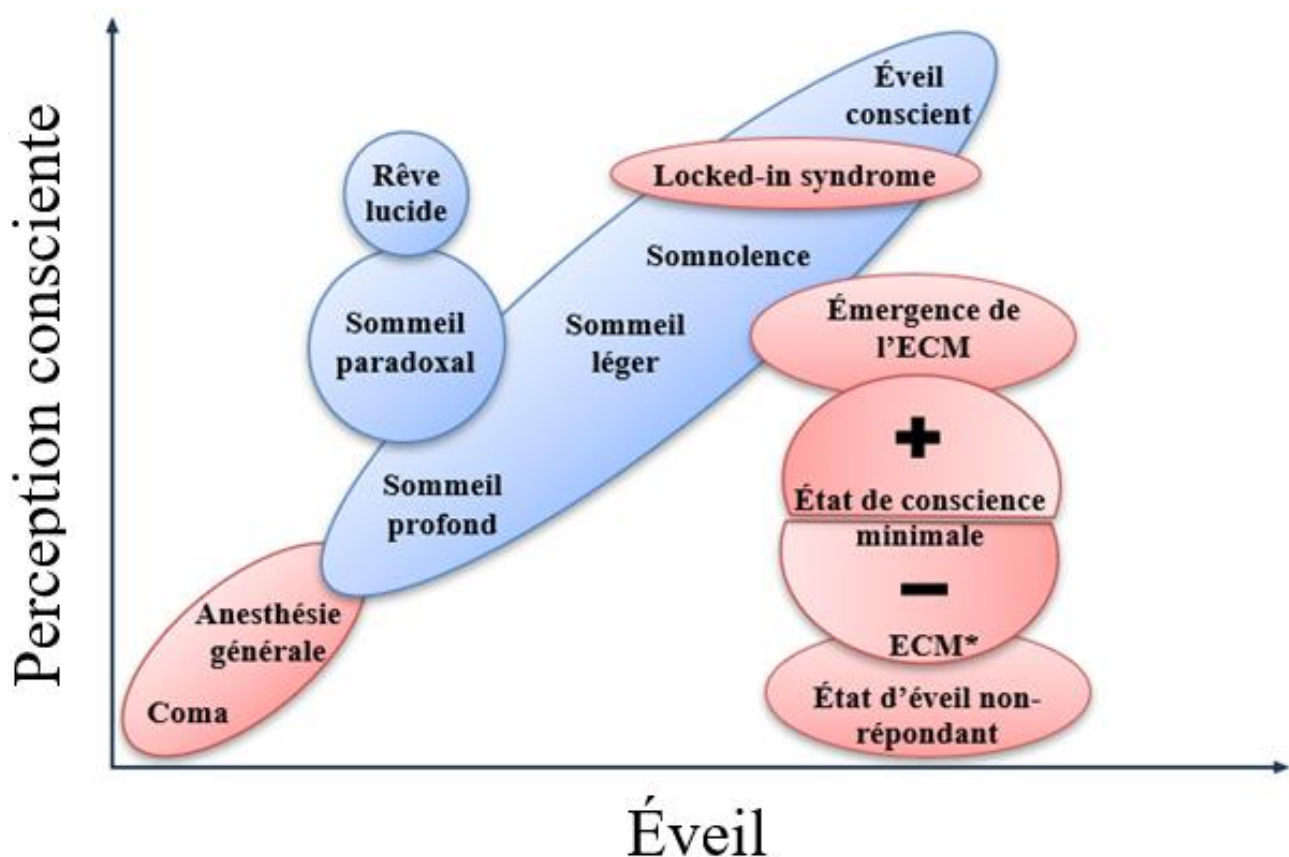 Perception consciente
Éveil
conscient
Locked-in syndrome
Rêve
lucide
Somnolence
Sommeil
paradoxal
Sommeil
léger
Émergence de
l'ECM
+
État de conscience
minimale
−
ECM*
État d'éveil non-
répondant
Sommeil
profond
Anesthésie
générale
Coma
Éveil